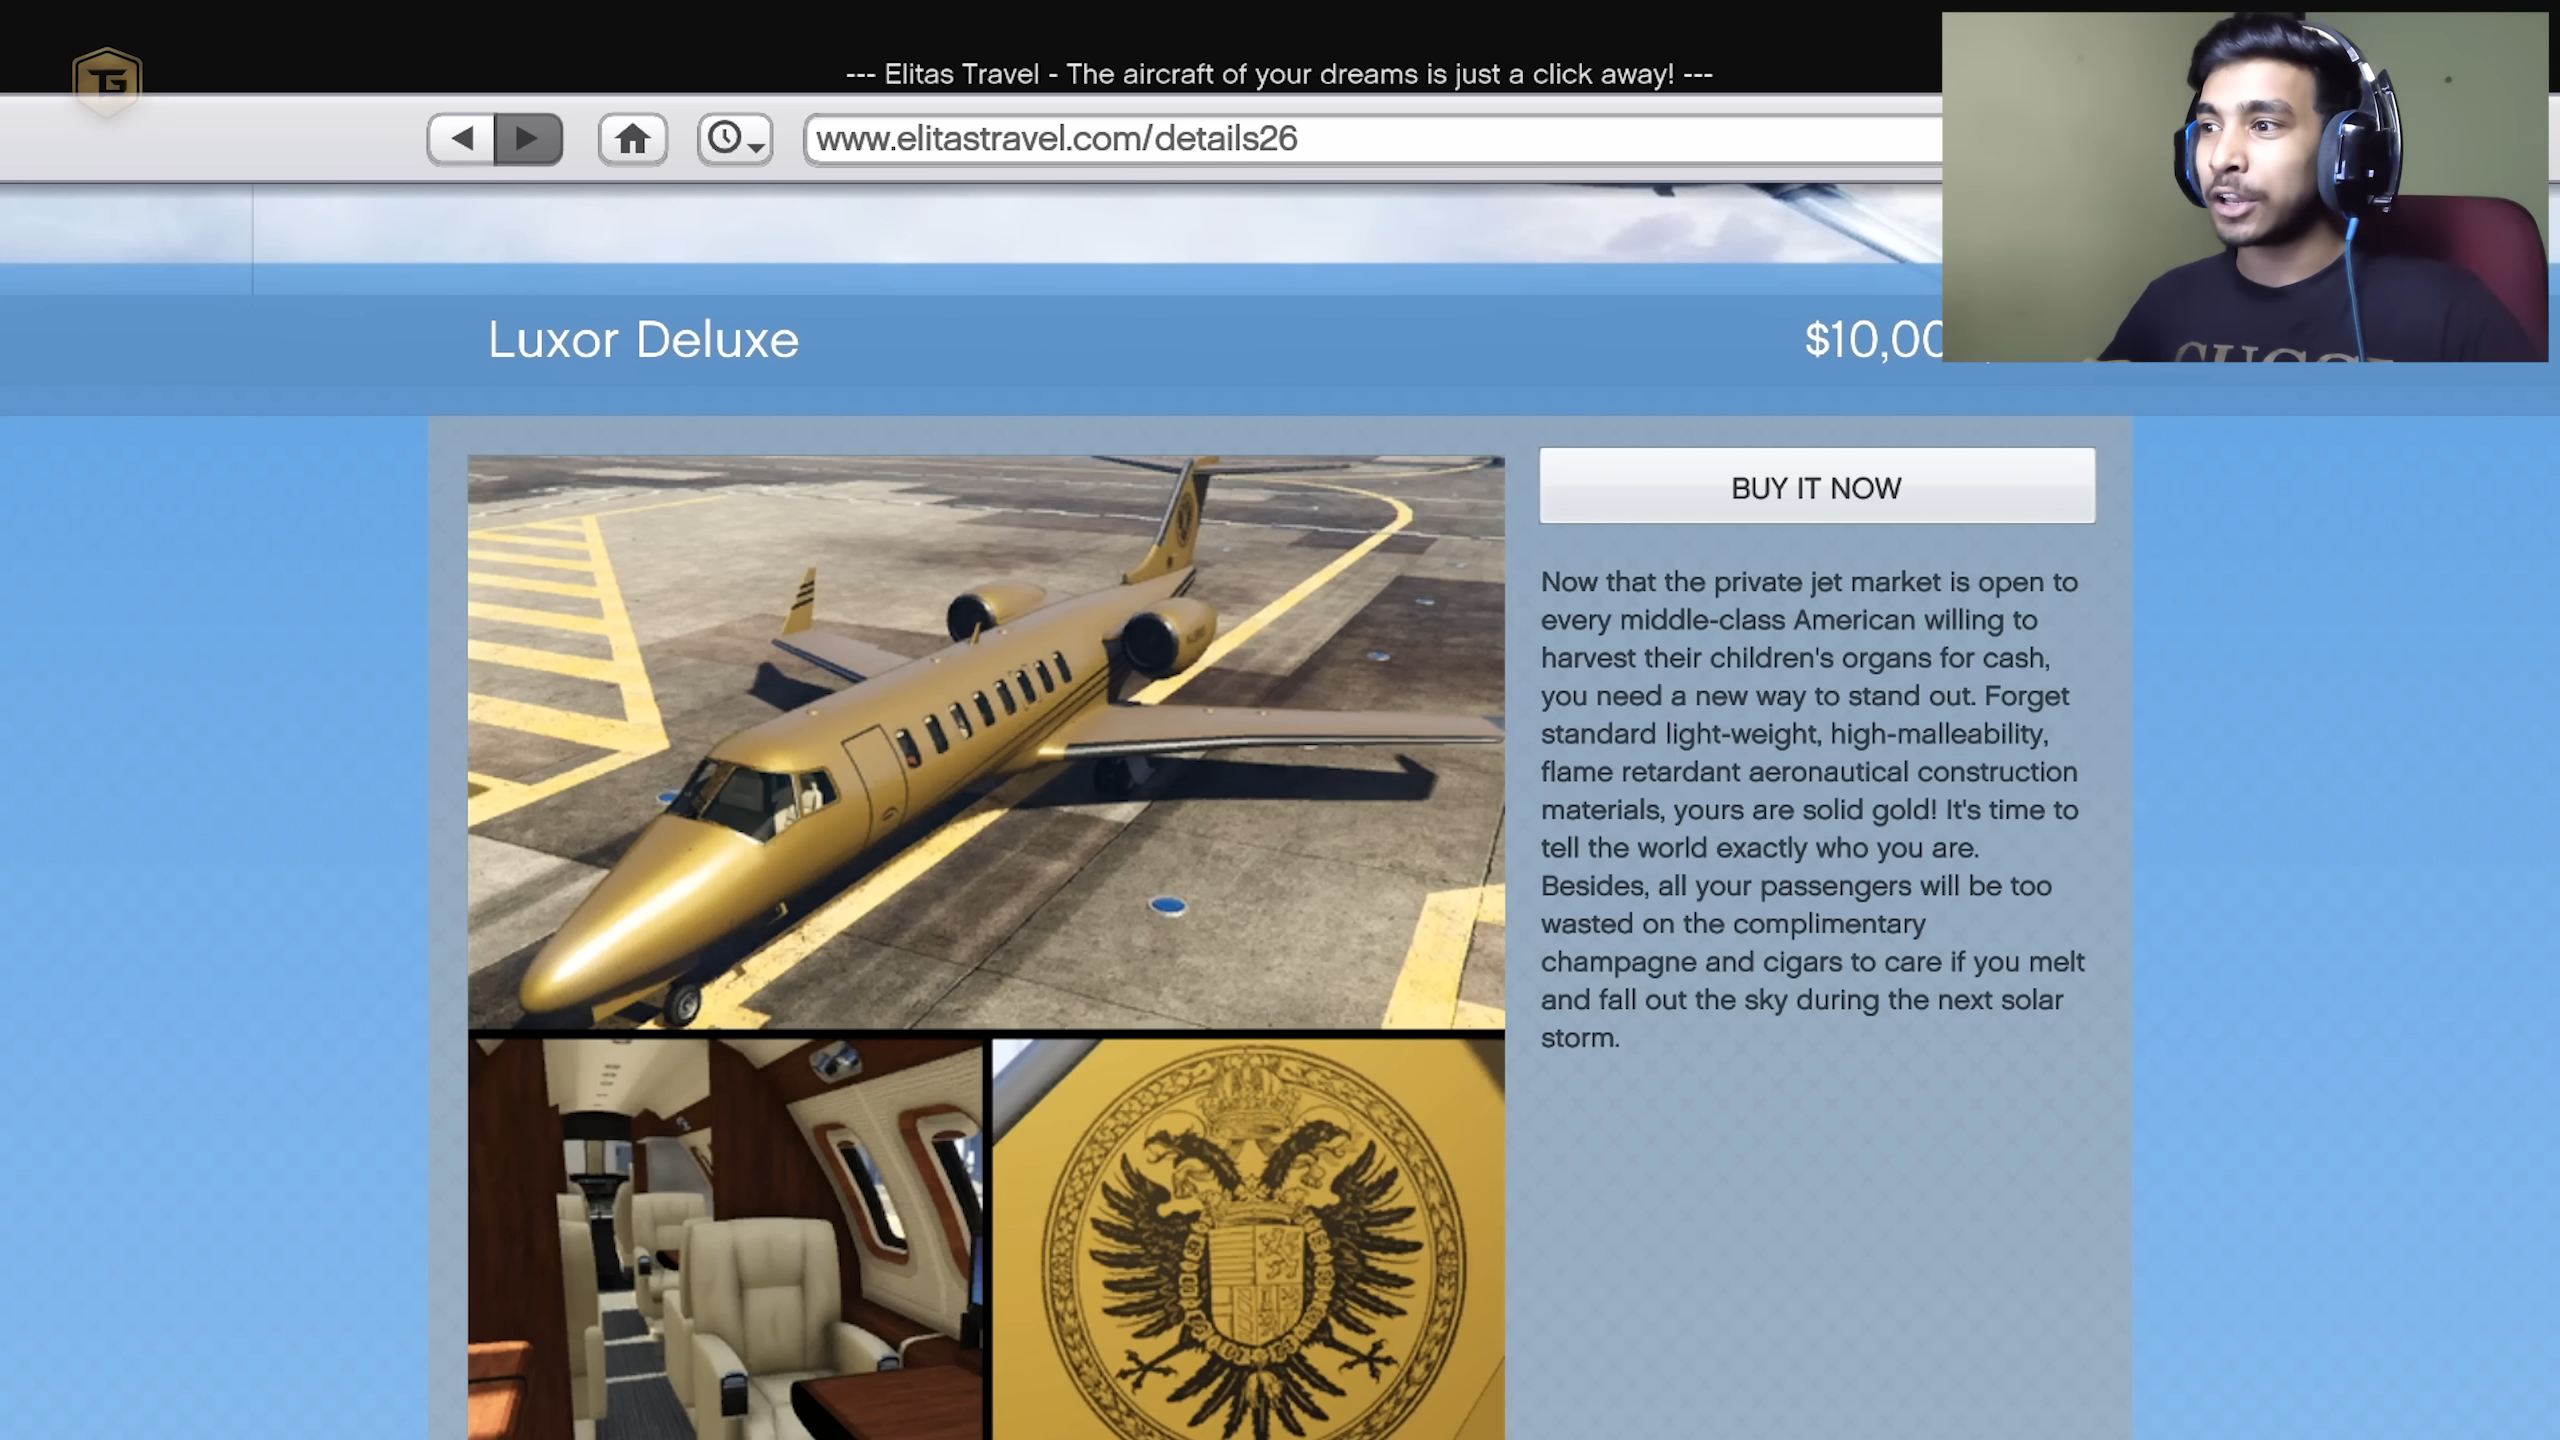 TG
--- Elitas Travel - The aircraft of your dreams is just a click away! ---
www.elitastravel.com/details26
Luxor Deluxe
$10,00
BUY IT NOW
Now that the private jet market is open to
every middle-class American willing to
harvest their children's organs for cash,
you need a new way to stand out. Forget
standard light-weight, high-malleability,
flame retardant aeronautical construction
materials, yours are solid gold! It's time to
tell the world exactly who you are.
Besides, all your passengers will be too
wasted on the complimentary
champagne and cigars to care if you melt
and fall out the sky during the next solar
storm.